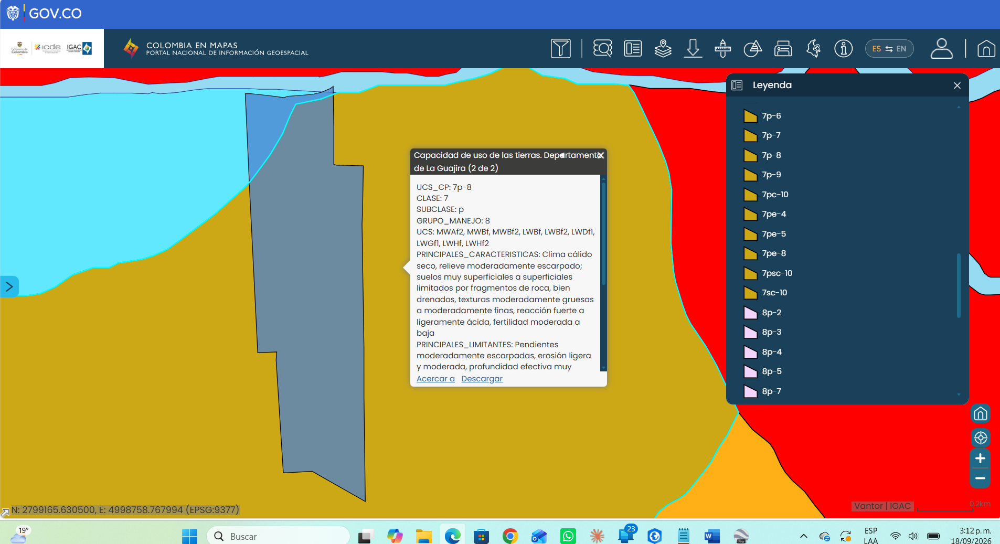 GOV.CO
Gobierno de
Colombia
icde
IGAC
COLOMBIA EN MAPAS
PORTAL NACIONAL DE INFORMACIÓN GEOESPACIAL
ES
EN
Leyenda
7p-6
7p-7
7p-8
7p-9
7pc-10
7pe-4
7pe-5
7pe-8
7psc-10
7sc-10
8p-2
8p-3
8p-4
8p-5
8p-7
Capacidad de uso de las tierras. Departamento
de La Guajira (2 de 2)
UCS_CP: 7p-8
CLASE: 7
SUBCLASE: p
GRUPO_MANEJO: 8
UCS: MWAf2, MWBf, MWBf2, LWBf, LWBf2, LWDf1,
LWGf1, LWHf, LWHf2
PRINCIPALES_CARACTERISTICAS: Clima cálido
seco, relieve moderadamente escarpado;
suelos muy superficiales a superficiales
limitados por fragmentos de roca, bien
drenados, texturas moderadamente gruesas
a moderadamente finas, reacción fuerte a
ligeramente ácida, fertilidad moderada a
baja
PRINCIPALES_LIMITANTES: Pendientes
moderadamente escarpadas, erosión ligera
y moderada, profundidad efectiva muy
Acercar a Descargar
N: 2799165.630500, E: 4998758.767994 (EPSG:9377)
Vantor | IGAC
0.2km
19°
Buscar
23
Pro
ESP
LAA
3:12 p. m.
18/09/2026